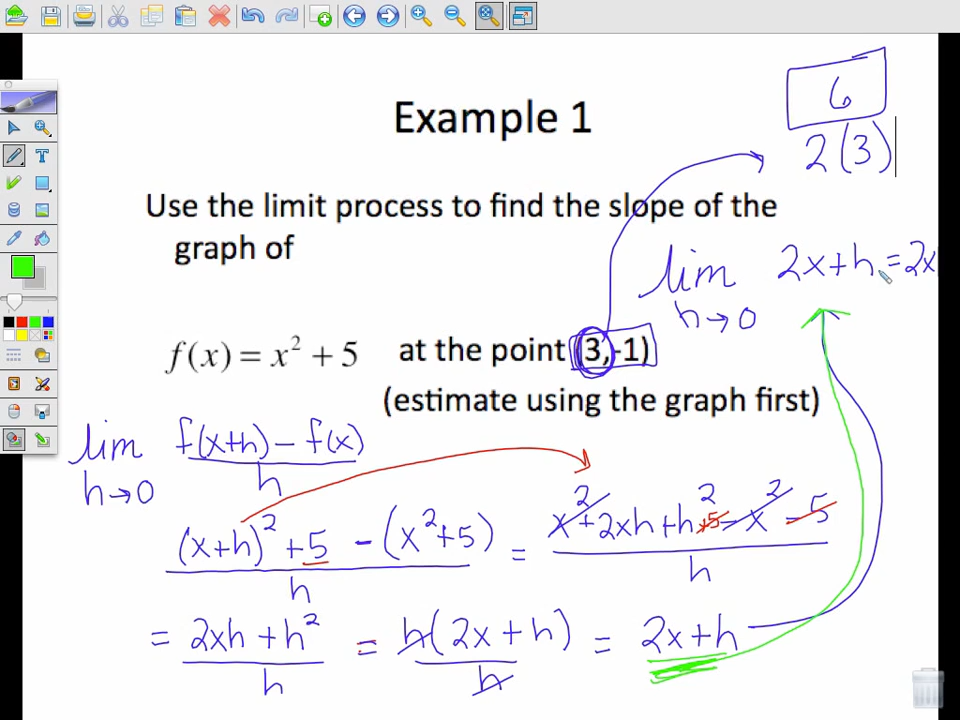 Example 1
6
2(3)
Use the limit process to find the slope of the
graph of
lim h→0 2x+h = 2x
f(x) = x² + 5 at the point (3,-1)
(estimate using the graph first)
lim h→0 f(x+h) − f(x) / h
(x+h)² + 5 − (x² + 5) / h = x² + 2xh + h² + 5 − x² − 5 / h
= 2xh + h² / h = h(2x + h) / h = 2x + h